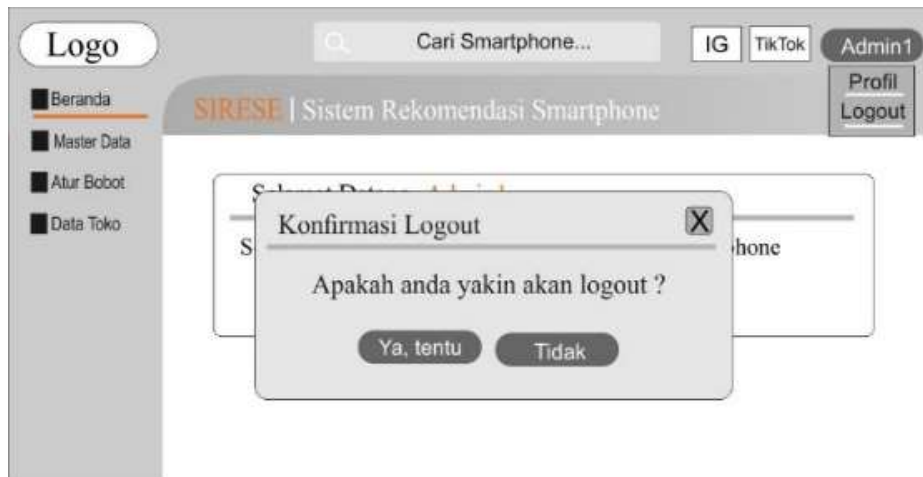 Logo
Cari Smartphone...
IG
TikTok
Admin1
Profil
Logout
Beranda
Master Data
Atur Bobot
Data Toko
SIRESE | Sistem Rekomendasi Smartphone
Konfirmasi Logout
X
Apakah anda yakin akan logout ?
Ya, tentu
Tidak